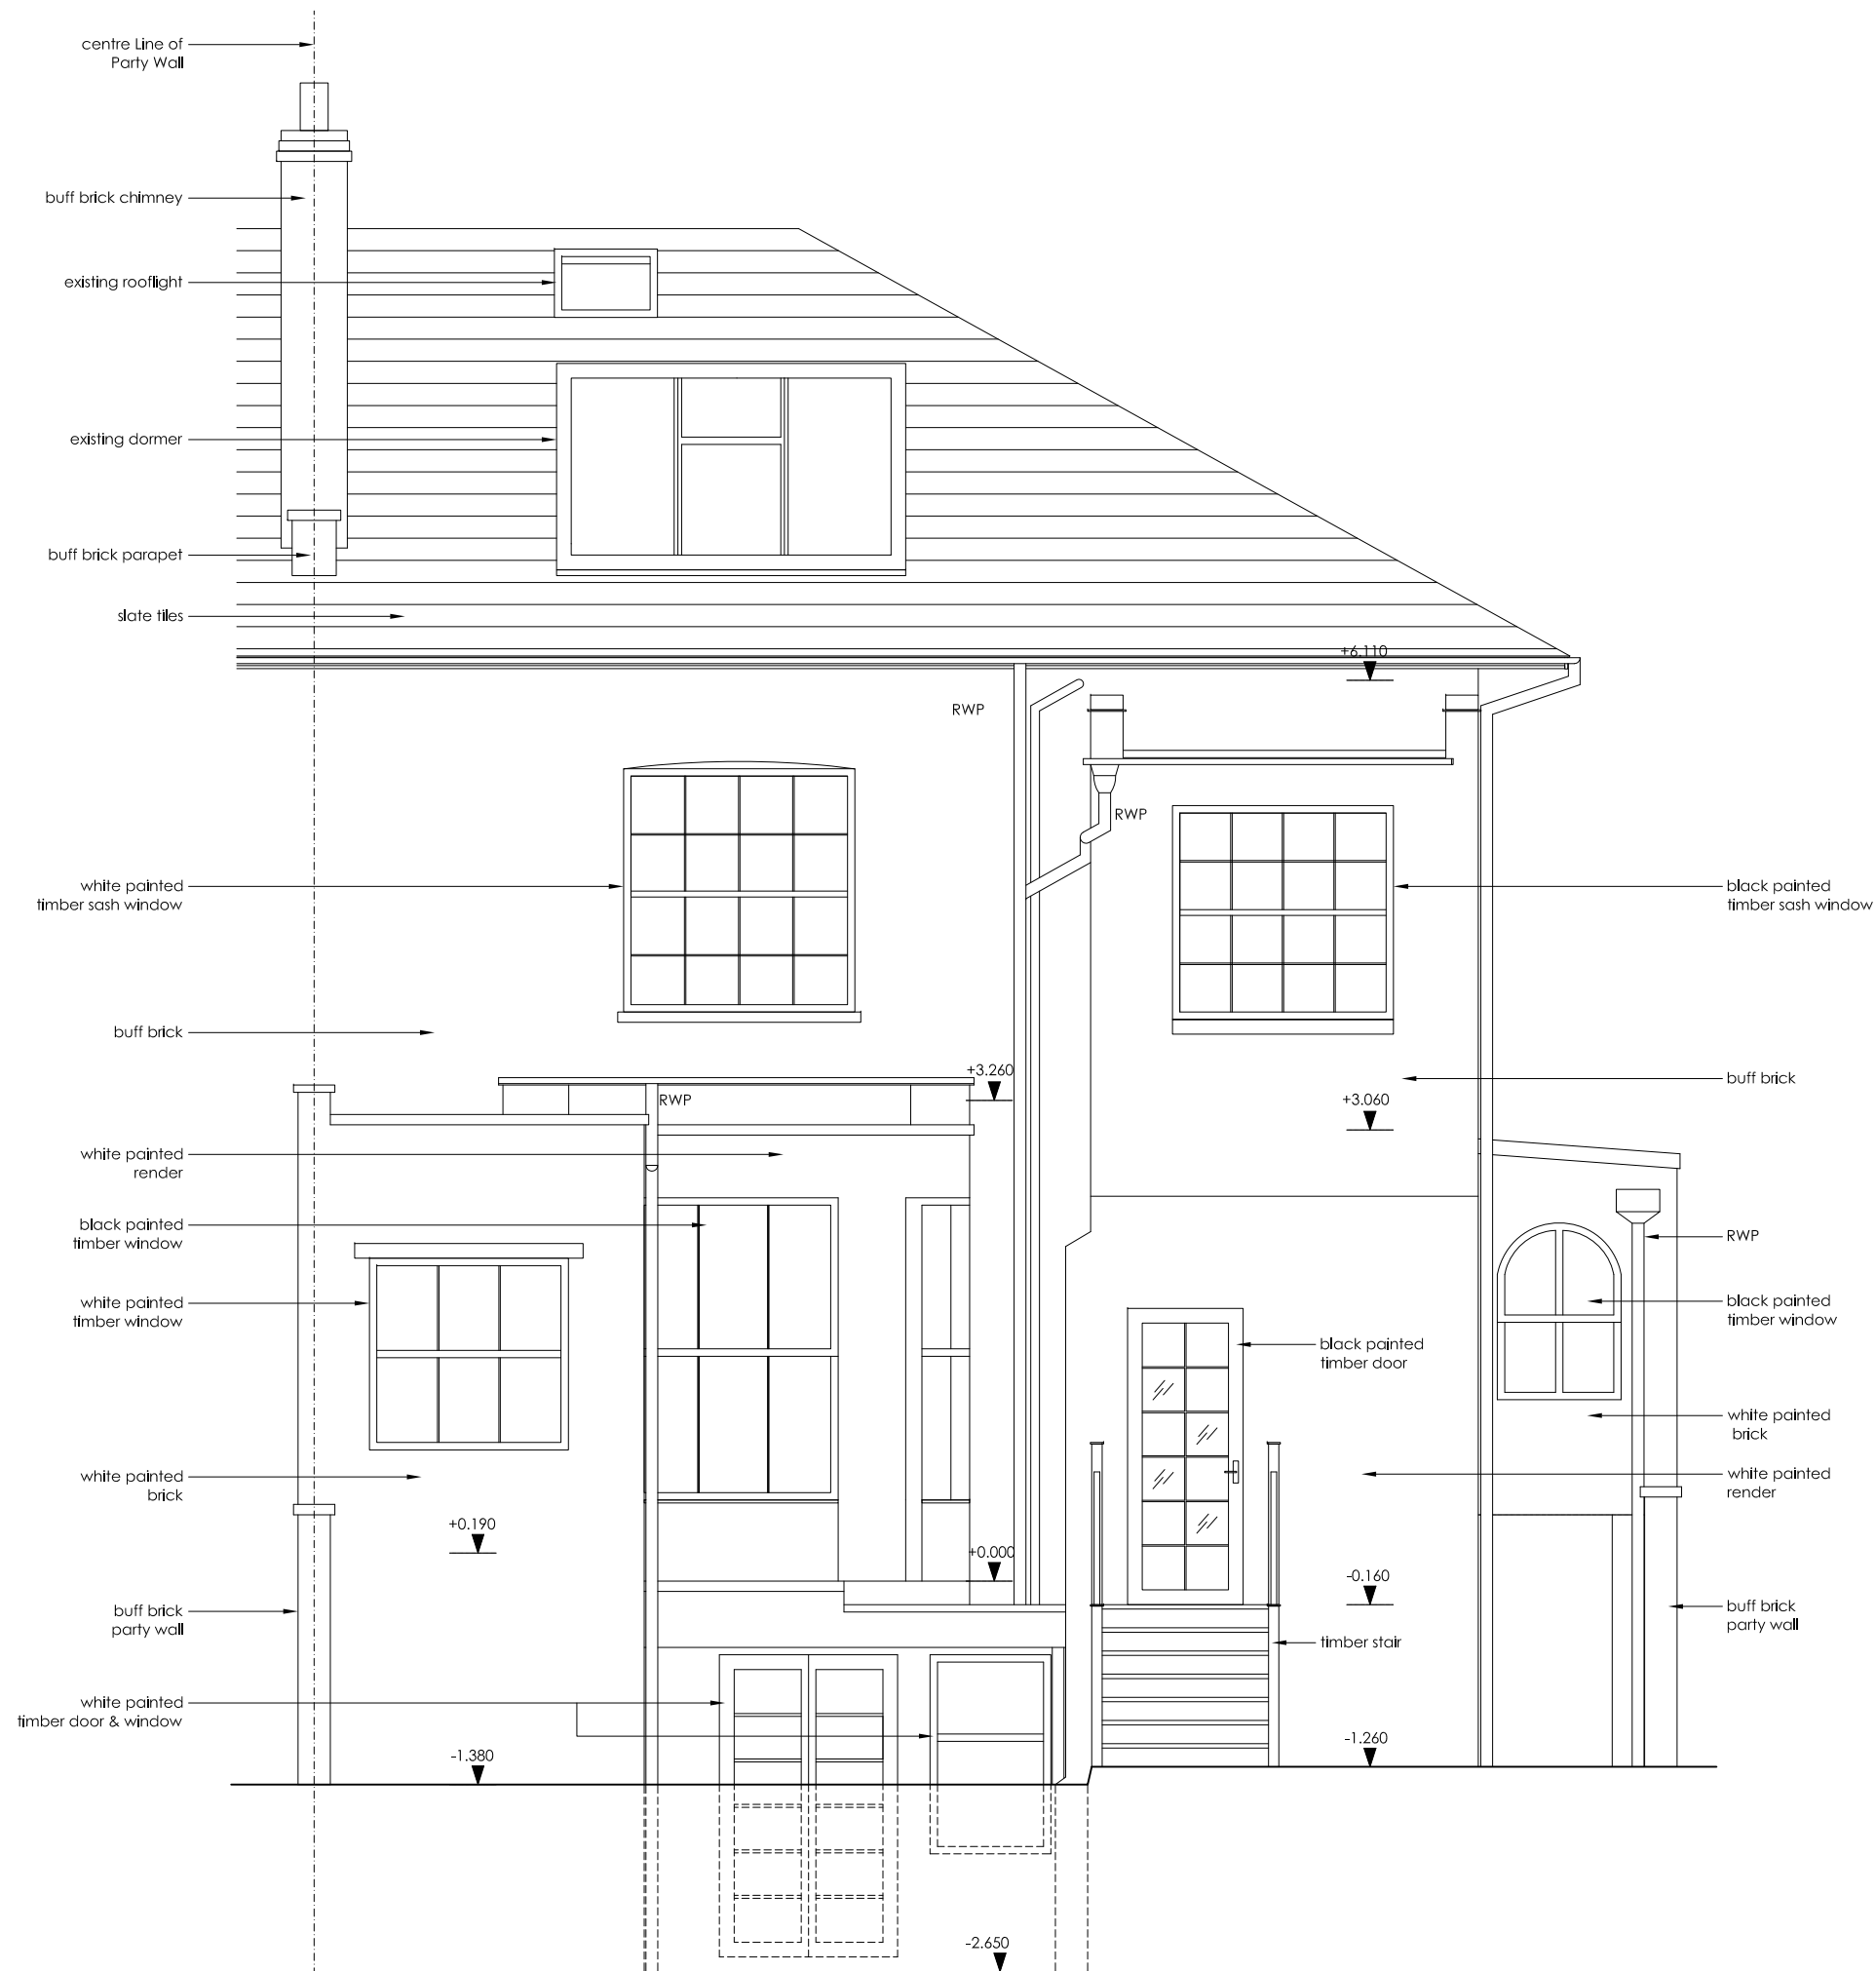 centre Line of
Party Wall
buff brick chimney
existing rooflight
existing dormer
buff brick parapet
slate tiles
+6.110
RWP
RWP
white painted
timber sash window
black painted
timber sash window
buff brick
+3.260
RWP
buff brick
+3.060
white painted
render
black painted
timber window
RWP
white painted
timber window
black painted
timber window
black painted
timber door
white painted
brick
white painted
brick
white painted
render
+0.190
+0.000
-0.160
buff brick
party wall
buff brick
party wall
timber stair
white painted
timber door & window
-1.380
-1.260
-2.650